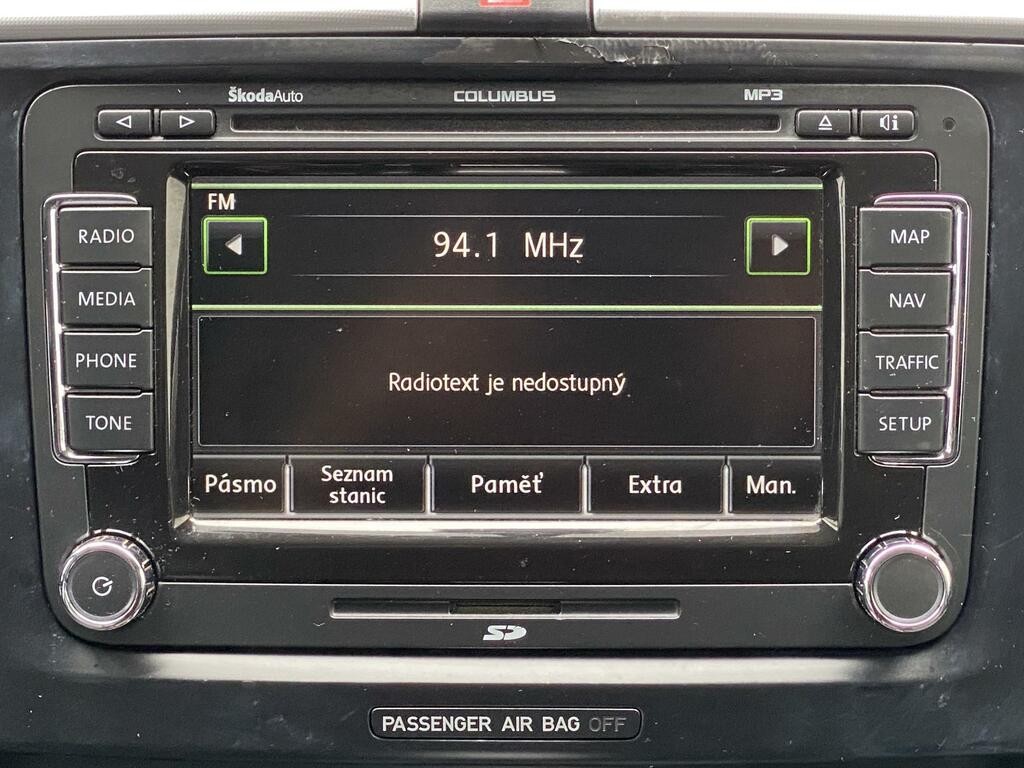 ŠkodaAuto
COLUMBUS
MP3
FM
RADIO
94.1 MHz
MAP
MEDIA
NAV
PHONE
Radiotext je nedostupný
TRAFFIC
TONE
SETUP
Pásmo
Seznam
stanic
Paměť
Extra
Man.
SD
PASSENGER AIR BAG OFF